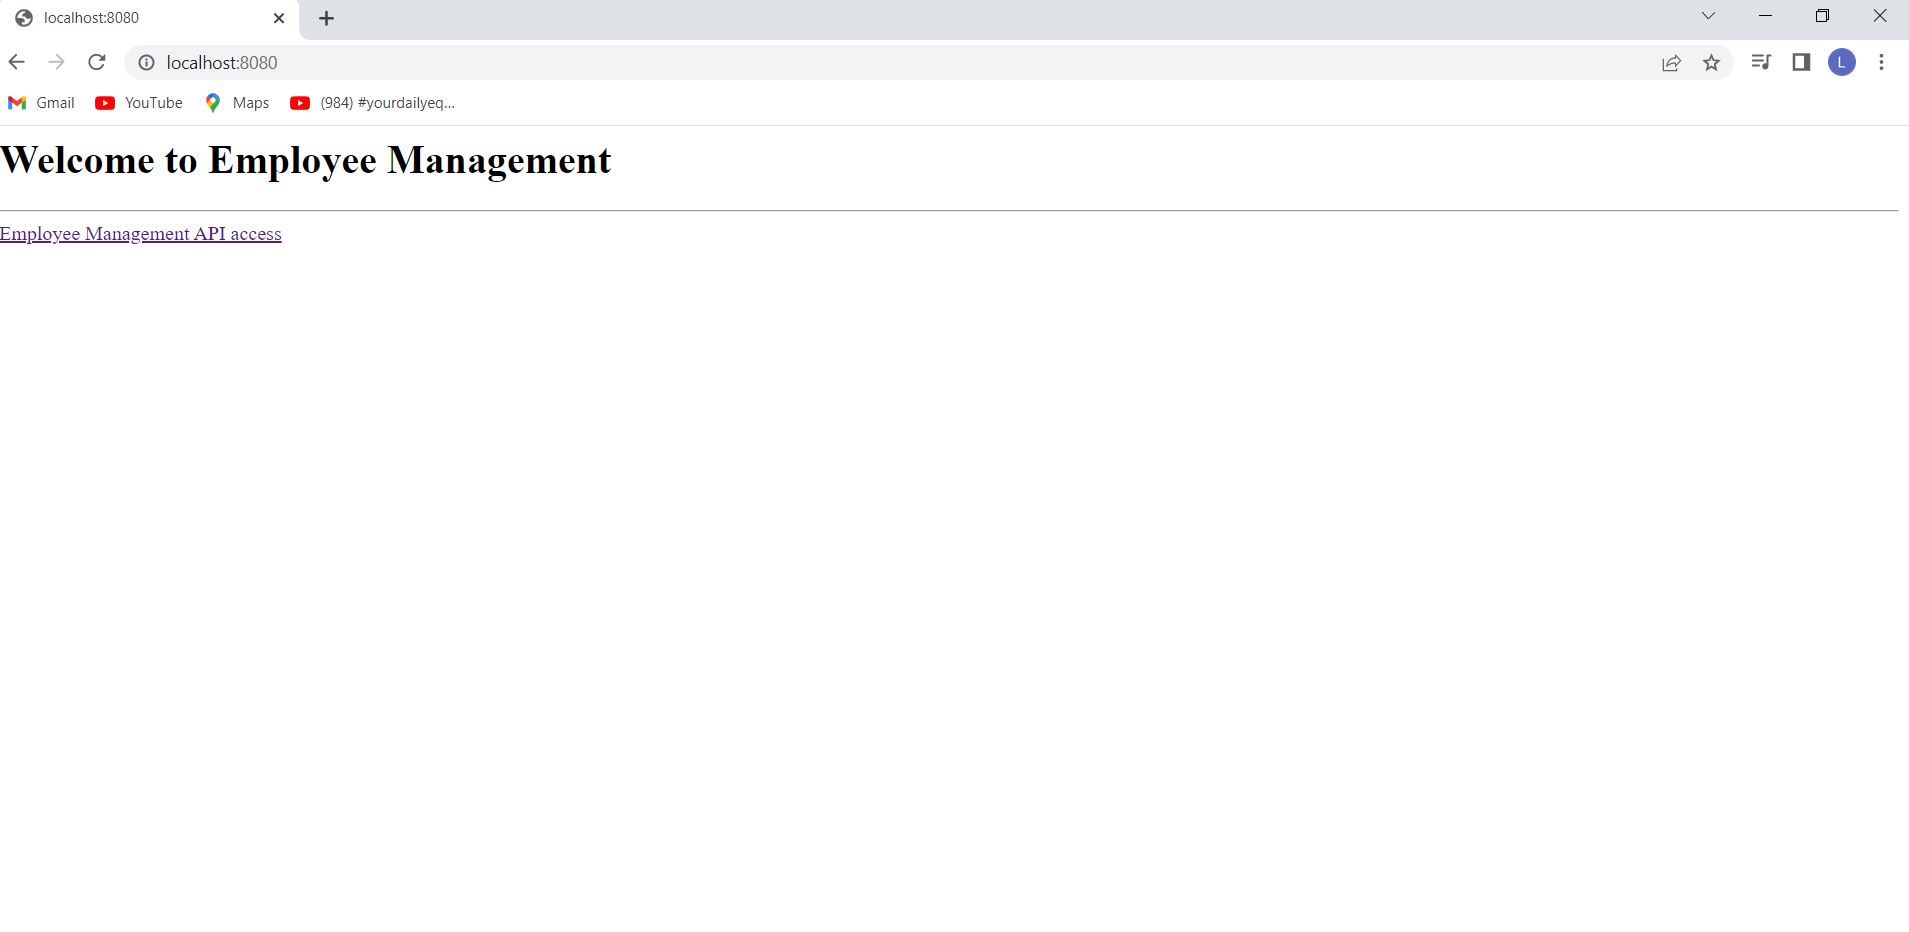 localhost:8080
localhost:8080
L
Gmail YouTube Maps (984) #yourdailyeq...
Welcome to Employee Management
Employee Management API access